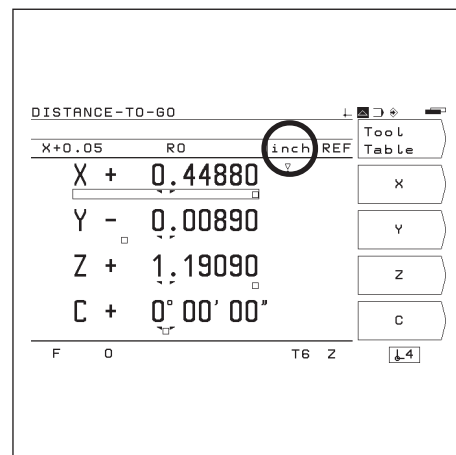 DISTANCE-TO-GO
Tool
Table
X+0.05 R0 inch REF
X + 0.44880
X
Y - 0.00890
Y
Z + 1.19090
Z
C + 0° 00' 00"
C
F 0 T6 Z 4